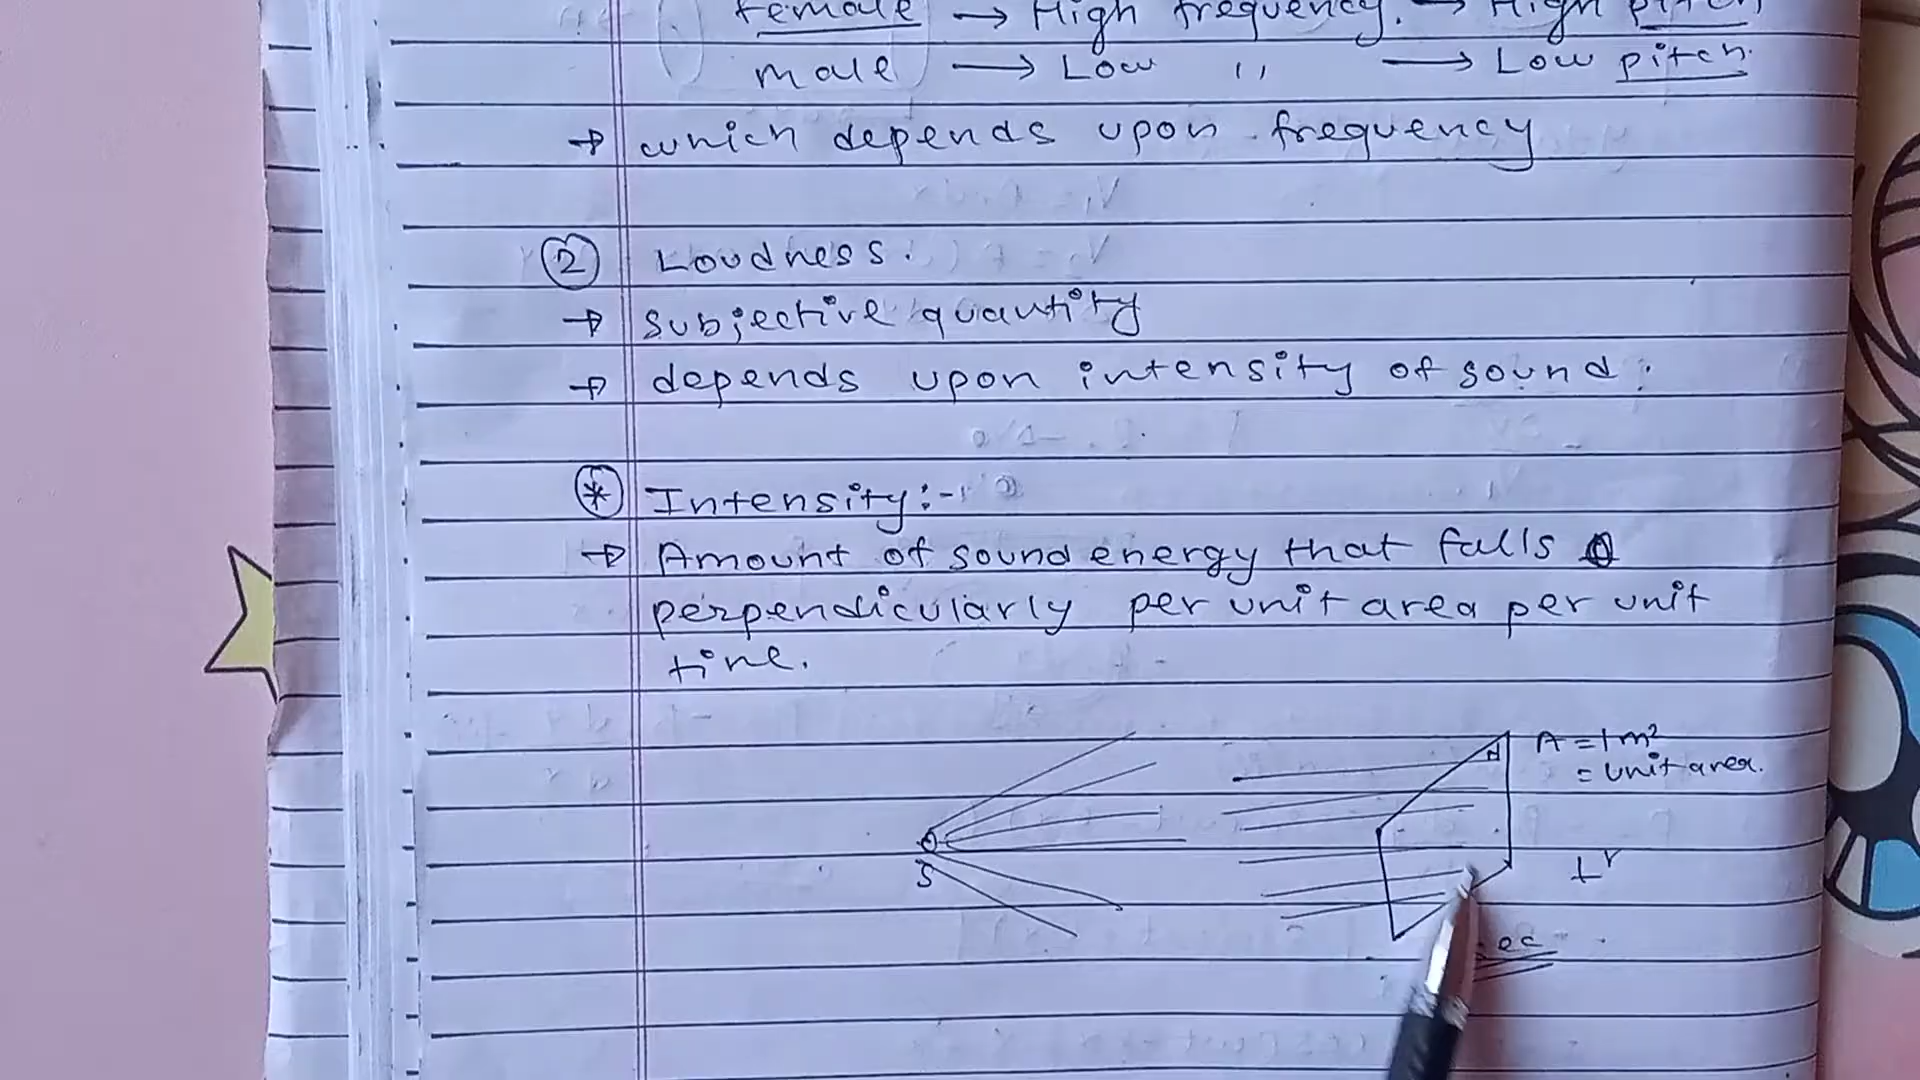 Female → High frequency. → High pitch
male → Low ,, → Low pitch.
→ which depends upon frequency
② Loudness.
→ subjective quantity
→ depends upon intensity of sound.
* Intensity:-
→ Amount of sound energy that falls
perpendicularly per unit area per unit
time.
A = 1 m²
= unit area.
S
⊥r